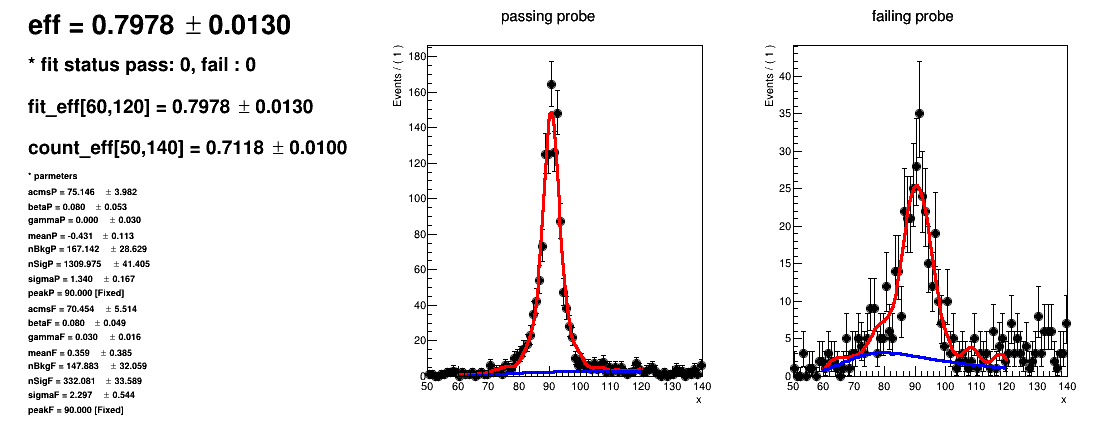 eff = 0.7978 ± 0.0130
* fit status pass: 0, fail : 0
fit_eff[60,120] = 0.7978 ± 0.0130
count_eff[50,140] = 0.7118 ± 0.0100
* parmeters
acmsP = 75.146 ± 3.982
betaP = 0.080 ± 0.053
gammaP = 0.000 ± 0.030
meanP = -0.431 ± 0.113
nBkgP = 167.142 ± 28.629
nSigP = 1309.975 ± 41.405
sigmaP = 1.340 ± 0.167
peakP = 90.000 [Fixed]
acmsF = 70.454 ± 5.514
betaF = 0.080 ± 0.049
gammaF = 0.030 ± 0.016
meanF = 0.359 ± 0.385
nBkgF = 147.883 ± 32.059
nSigF = 332.081 ± 33.589
sigmaF = 2.297 ± 0.544
peakF = 90.000 [Fixed]
passing probe
Events / ( 1 )
180
160
140
120
100
80
60
40
20
0
50 60 70 80 90 100 110 120 130 140
x
failing probe
Events / ( 1 )
40
35
30
25
20
15
10
5
0
50 60 70 80 90 100 110 120 130 140
x